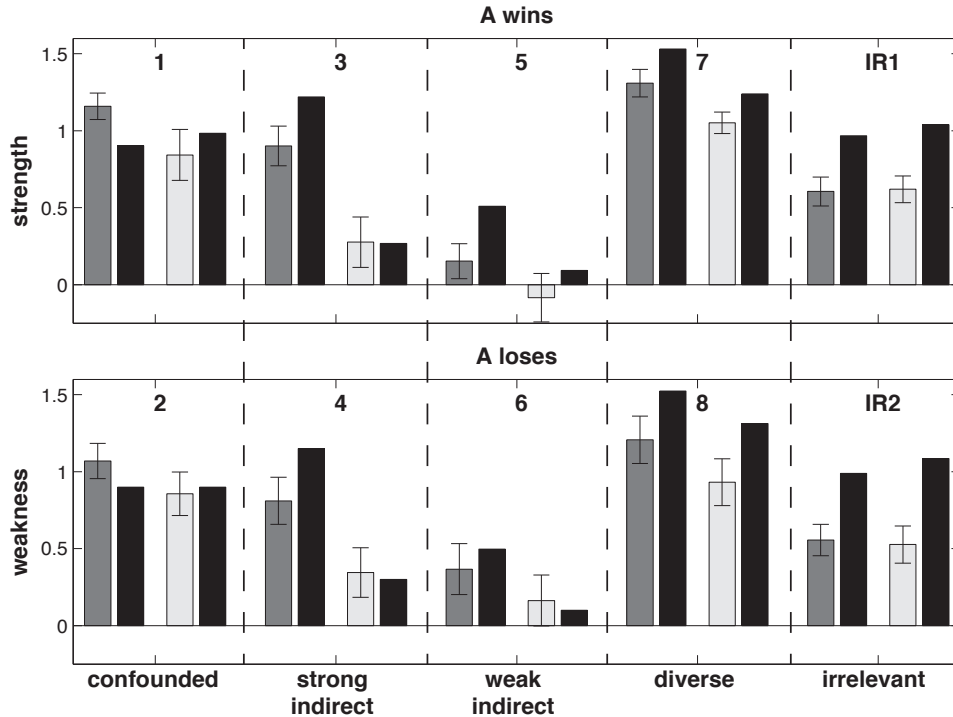 A wins
1 3 5 7 IR1
1.5
1
0.5
0
strength
A loses
2 4 6 8 IR2
1.5
1
0.5
0
weakness
confounded
strong
indirect
weak
indirect
diverse
irrelevant